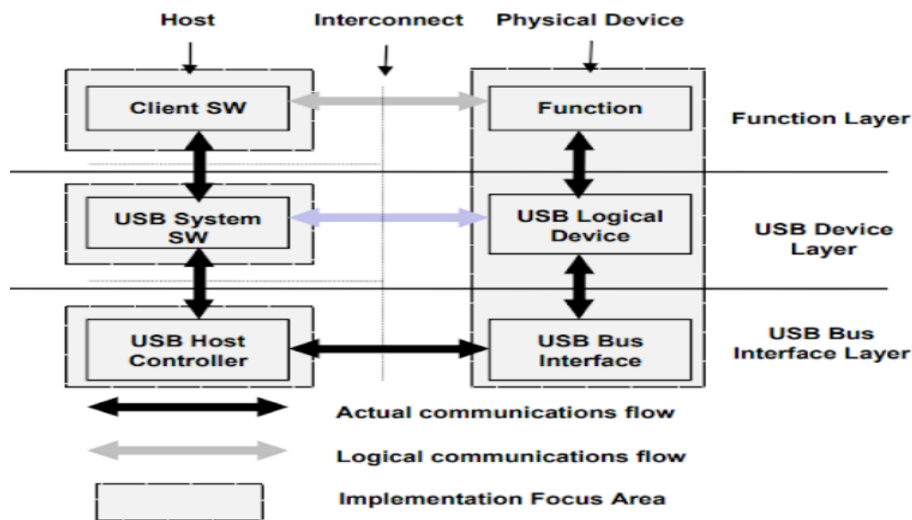 Host
Interconnect
Physical Device
Client SW
Function
Function Layer
USB System
SW
USB Logical
Device
USB Device
Layer
USB Host
Controller
USB Bus
Interface
USB Bus
Interface Layer
Actual communications flow
Logical communications flow
Implementation Focus Area